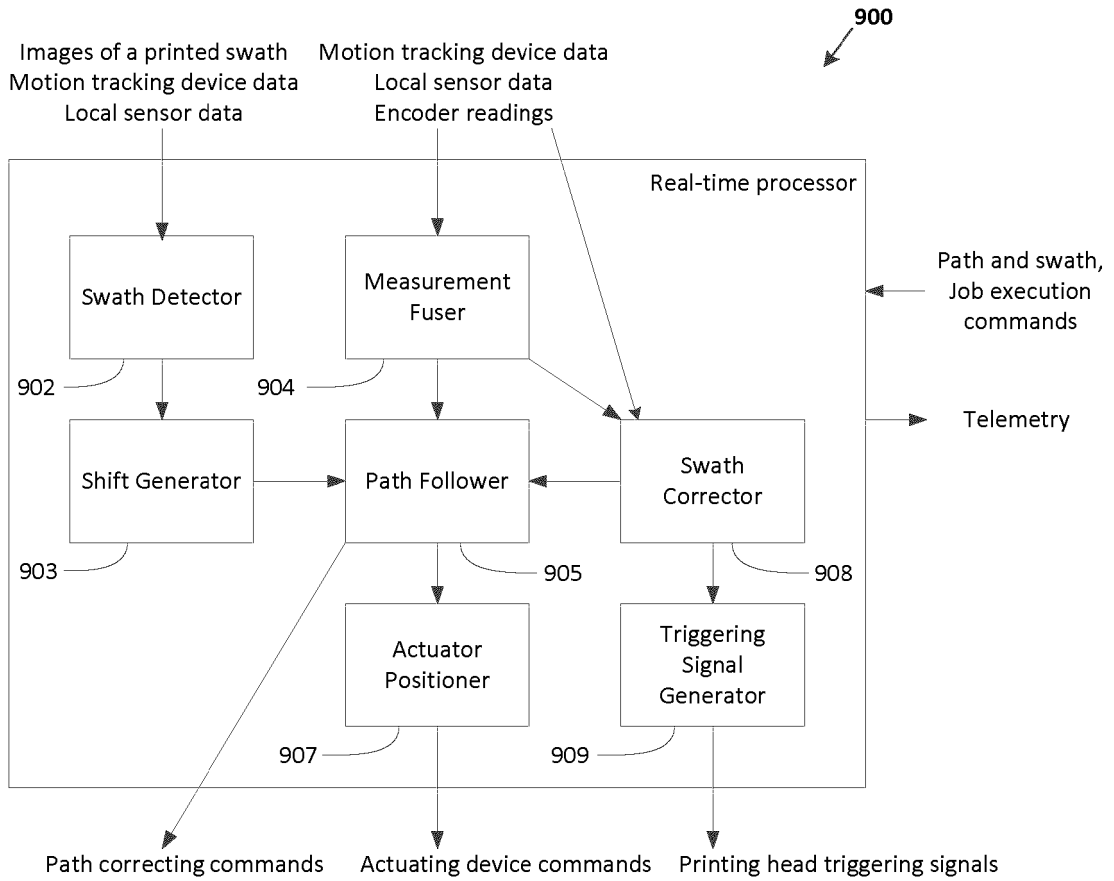 900
Images of a printed swath
Motion tracking device data
Local sensor data
Motion tracking device data
Local sensor data
Encoder readings
Real-time processor
Swath Detector
902
Measurement
Fuser
904
Path and swath,
Job execution
commands
Telemetry
Shift Generator
903
Path Follower
905
Swath
Corrector
908
Actuator
Positioner
907
Triggering
Signal
Generator
909
Path correcting commands
Actuating device commands
Printing head triggering signals